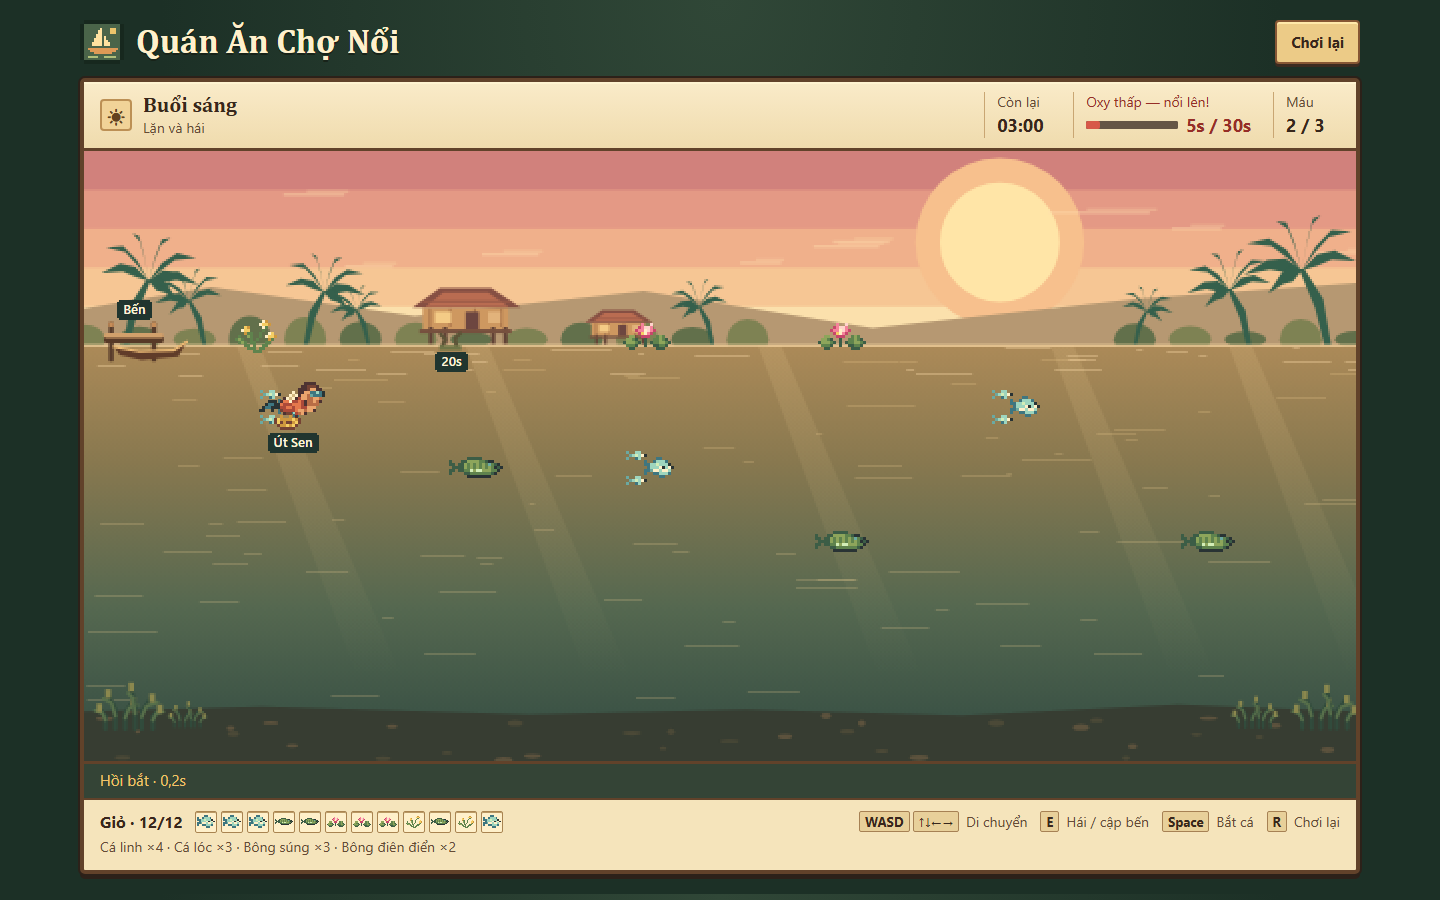 Quán Ăn Chợ Nổi
Chơi lại
Buổi sáng
Lặn và hái
Còn lại
03:00
Oxy thấp — nổi lên!
5s / 30s
Máu
2 / 3
Bến
20s
Út Sen
Hồi bắt · 0,2s
Giỏ · 12/12
WASD ↑↓←→ Di chuyển E Hái / cập bến Space Bắt cá R Chơi lại
Cá linh ×4 · Cá lóc ×3 · Bông súng ×3 · Bông điên điển ×2